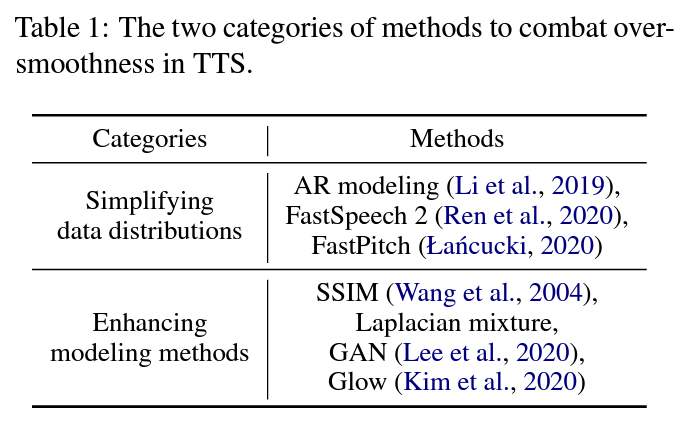 Table 1: The two categories of methods to combat over-
smoothness in TTS.
Categories Methods
Simplifying
data distributions
AR modeling (Li et al., 2019),
FastSpeech 2 (Ren et al., 2020),
FastPitch (Łańcucki, 2020)
Enhancing
modeling methods
SSIM (Wang et al., 2004),
Laplacian mixture,
GAN (Lee et al., 2020),
Glow (Kim et al., 2020)